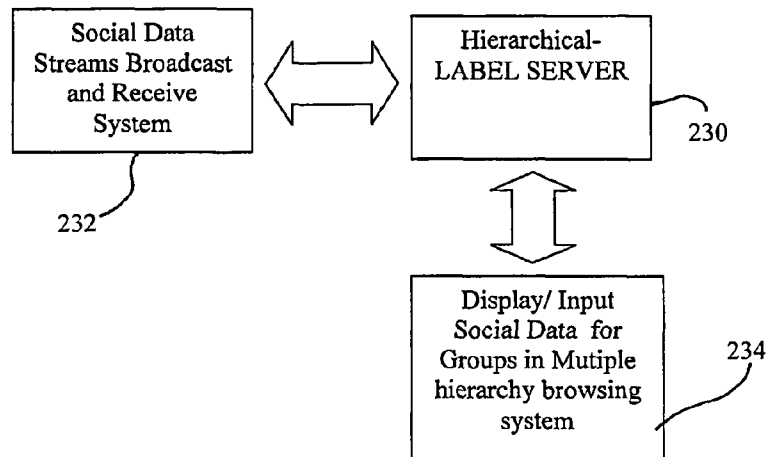 Social Data
Streams Broadcast
and Receive
System
Hierarchical-
LABEL SERVER
230
232
Display/ Input
Social Data for
Groups in Mutiple
hierarchy browsing
system
234